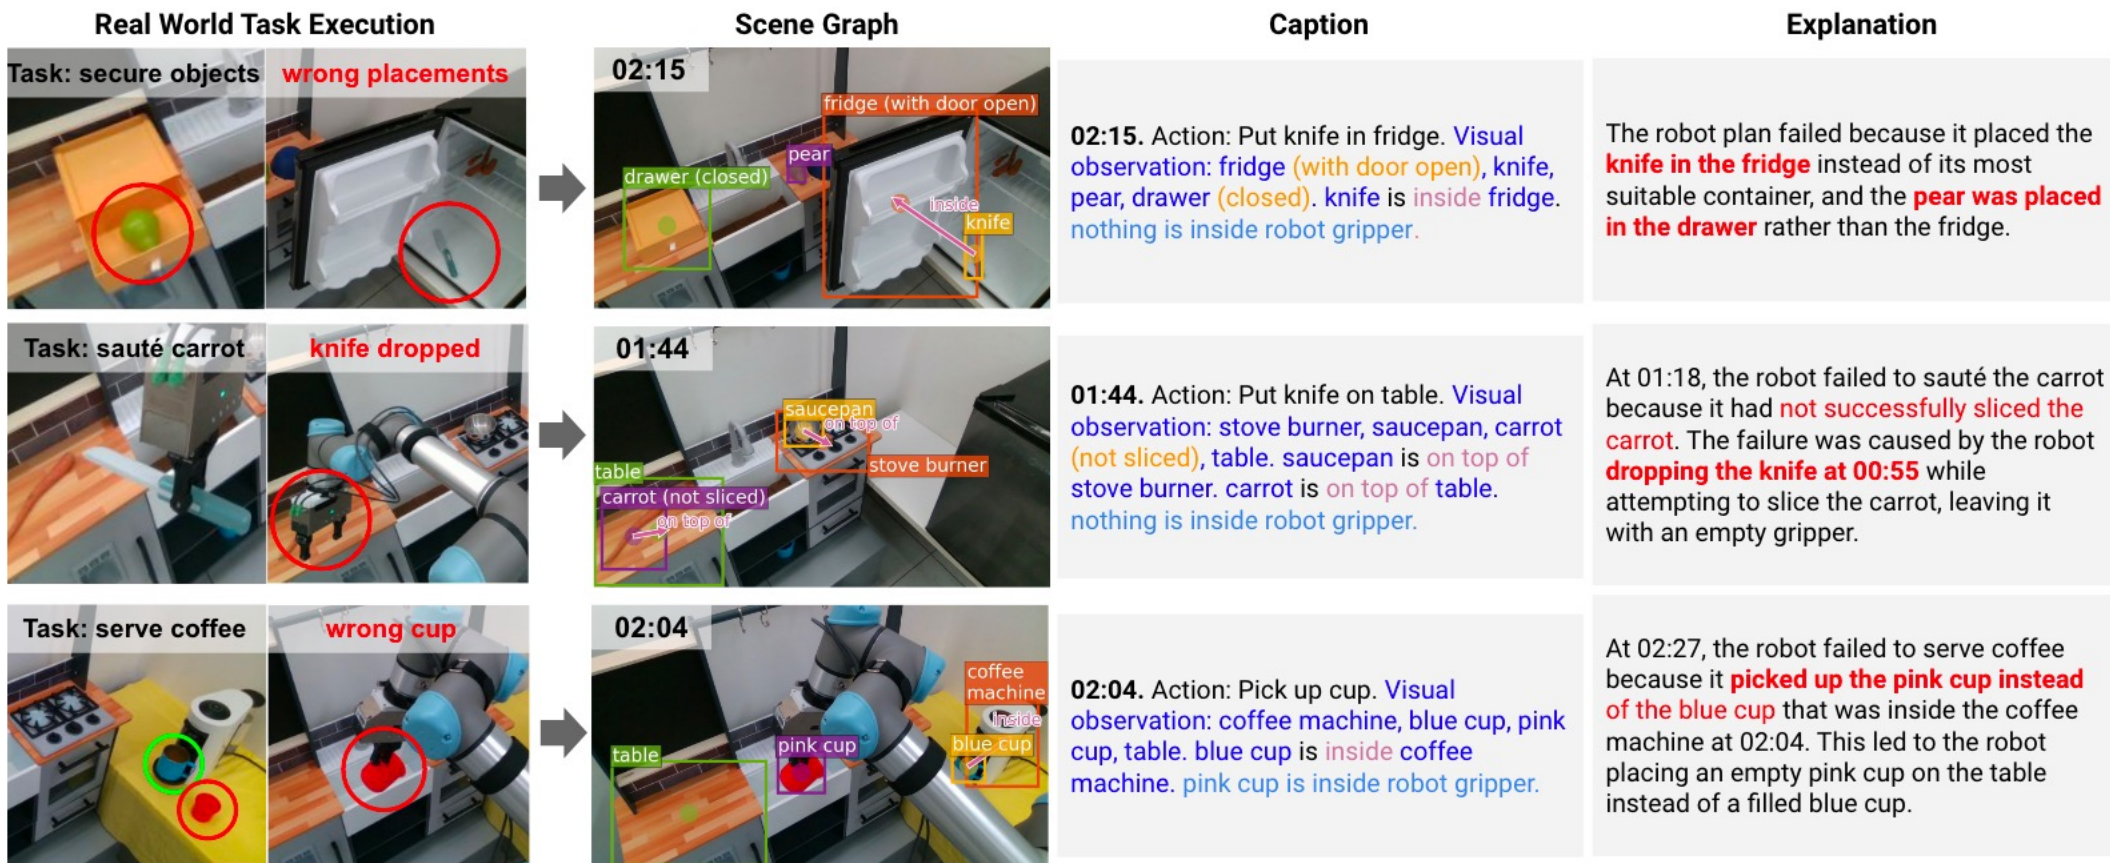 Real World Task Execution
Scene Graph
Caption
Explanation
Task: secure objects
wrong placements
02:15
fridge (with door open)
pear
drawer (closed)
inside
knife
02:15. Action: Put knife in fridge. Visual
observation: fridge (with door open), knife,
pear, drawer (closed). knife is inside fridge.
nothing is inside robot gripper.
The robot plan failed because it placed the
knife in the fridge instead of its most
suitable container, and the pear was placed
in the drawer rather than the fridge.
Task: sauté carrot
knife dropped
01:44
saucepan
on top of
stove burner
table
carrot (not sliced)
on top of
01:44. Action: Put knife on table. Visual
observation: stove burner, saucepan, carrot
(not sliced), table. saucepan is on top of
stove burner. carrot is on top of table.
nothing is inside robot gripper.
At 01:18, the robot failed to sauté the carrot
because it had not successfully sliced the
carrot. The failure was caused by the robot
dropping the knife at 00:55 while
attempting to slice the carrot, leaving it
with an empty gripper.
Task: serve coffee
wrong cup
02:04
coffee
machine
inside
blue cup
pink cup
table
02:04. Action: Pick up cup. Visual
observation: coffee machine, blue cup, pink
cup, table. blue cup is inside coffee
machine. pink cup is inside robot gripper.
At 02:27, the robot failed to serve coffee
because it picked up the pink cup instead
of the blue cup that was inside the coffee
machine at 02:04. This led to the robot
placing an empty pink cup on the table
instead of a filled blue cup.